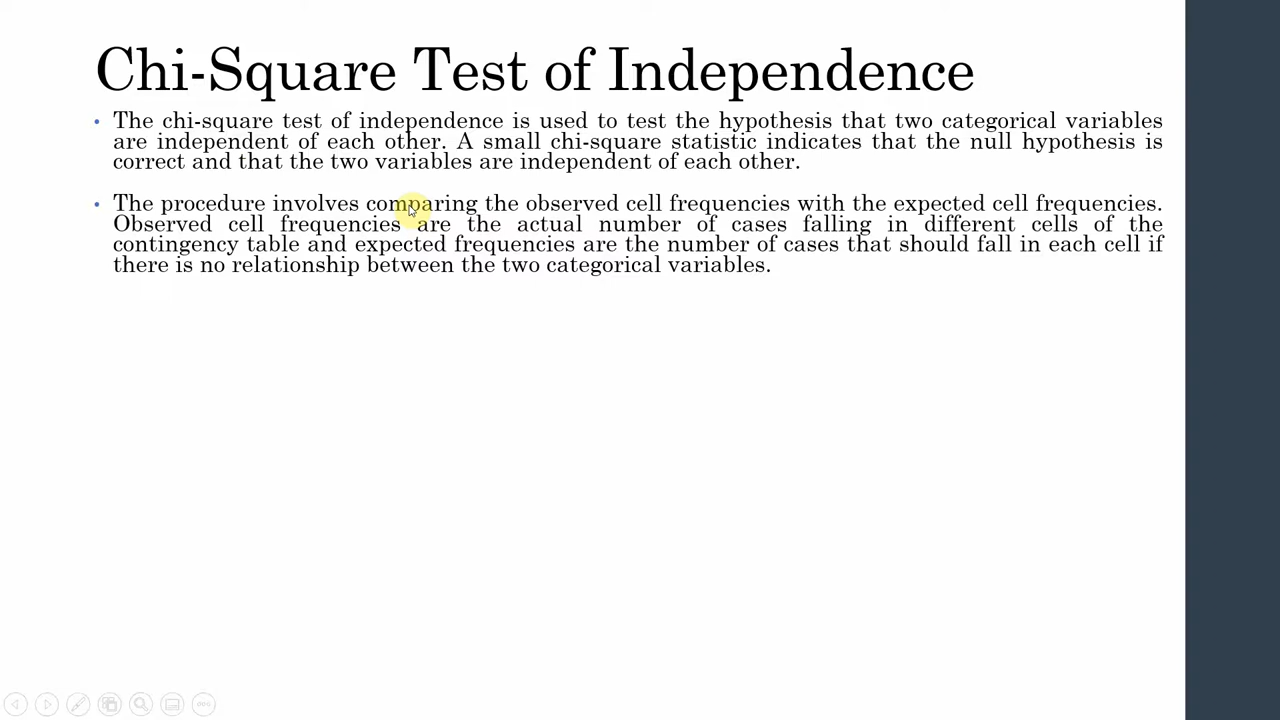 Chi-Square Test of Independence
• The chi-square test of independence is used to test the hypothesis that two categorical variables
are independent of each other. A small chi-square statistic indicates that the null hypothesis is
correct and that the two variables are independent of each other.
• The procedure involves comparing the observed cell frequencies with the expected cell frequencies.
Observed cell frequencies are the actual number of cases falling in different cells of the
contingency table and expected frequencies are the number of cases that should fall in each cell if
there is no relationship between the two categorical variables.